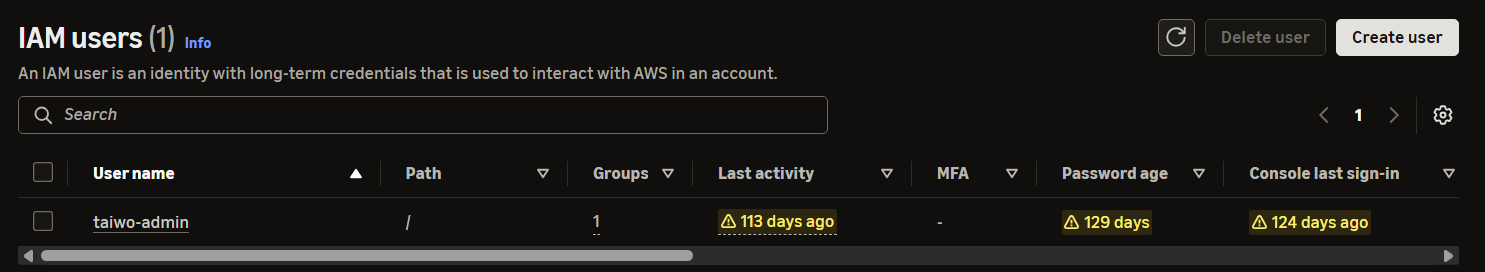 IAM users (1) Info
Delete user
Create user
An IAM user is an identity with long-term credentials that is used to interact with AWS in an account.
Search
1
User name Path Groups Last activity MFA Password age Console last sign-in
taiwo-admin / 1 113 days ago - 129 days 124 days ago